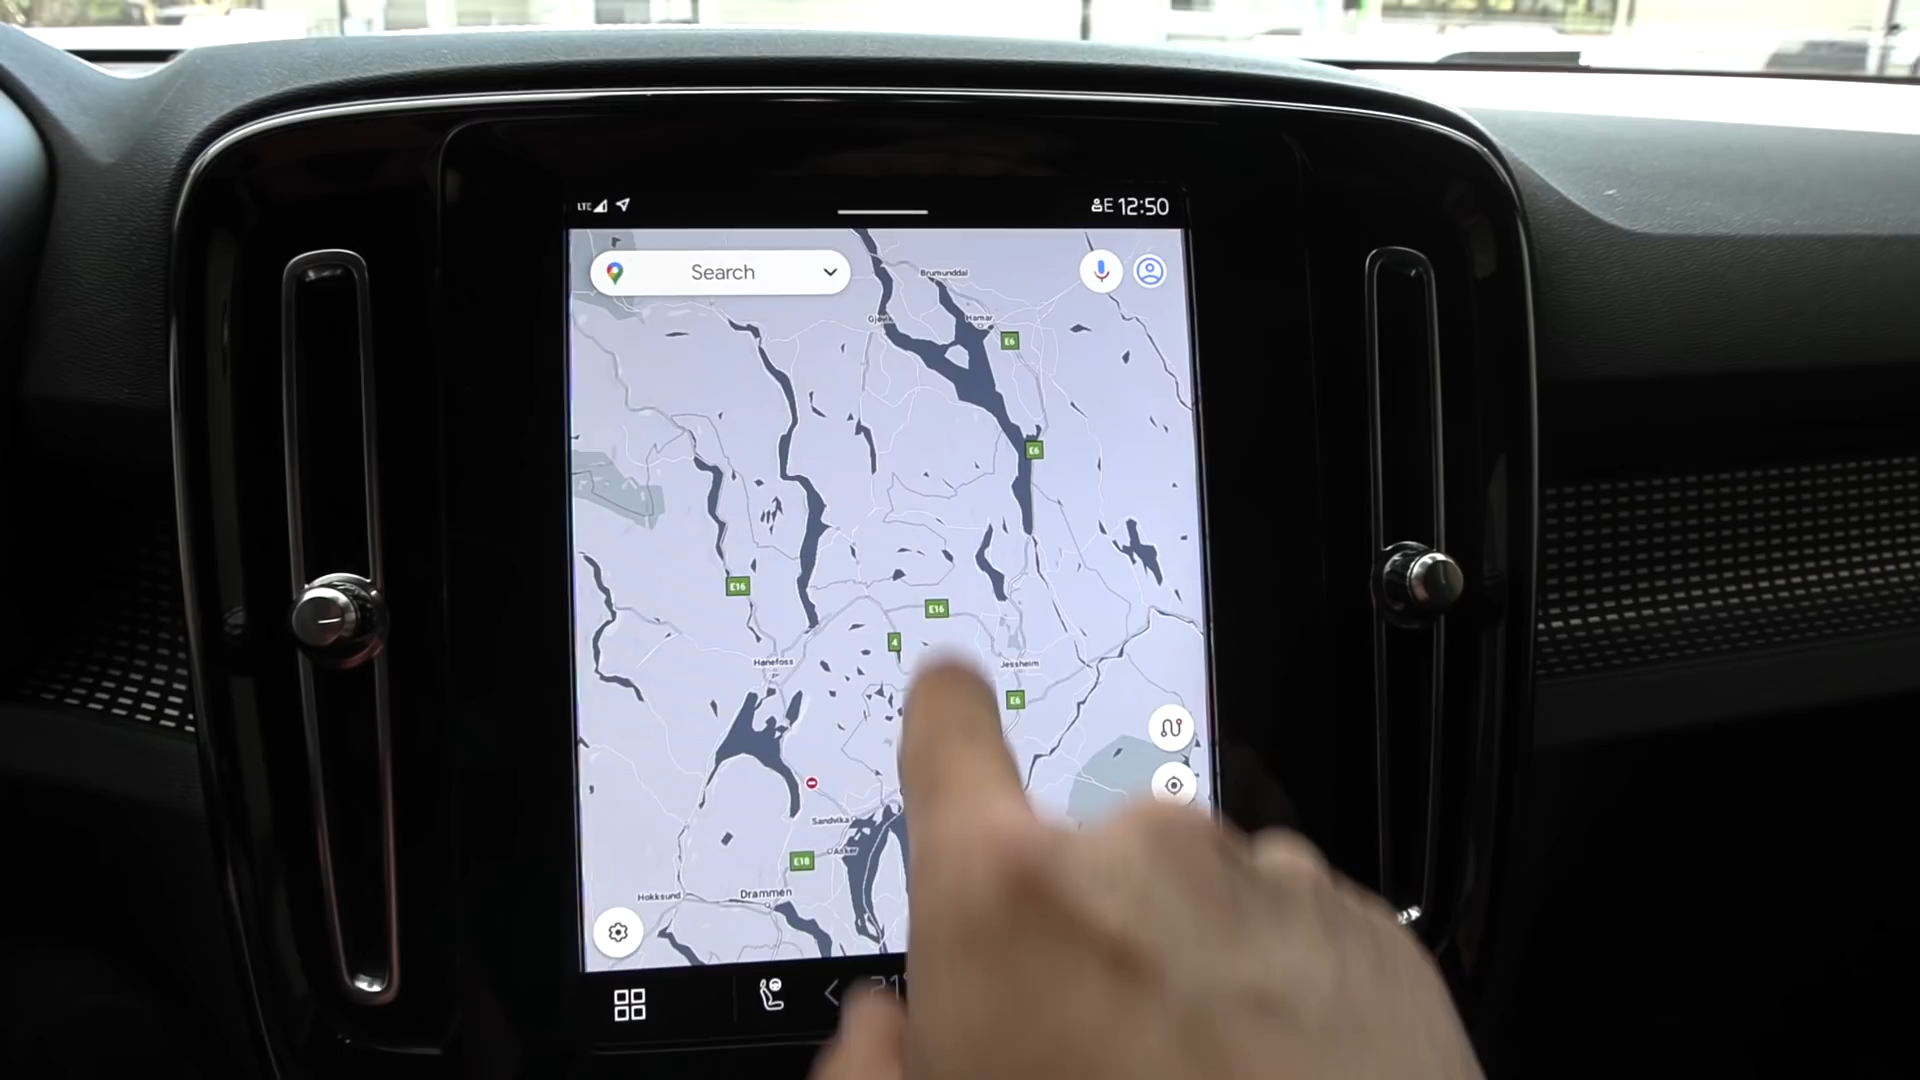 LTE
E 12:50
Search
Brumunddal
Gjøvik
Hamar
E6
E6
E16
E16
4
Hønefoss
Jessheim
E6
Sandvika
Asker
E18
Hokksund
Drammen
21°